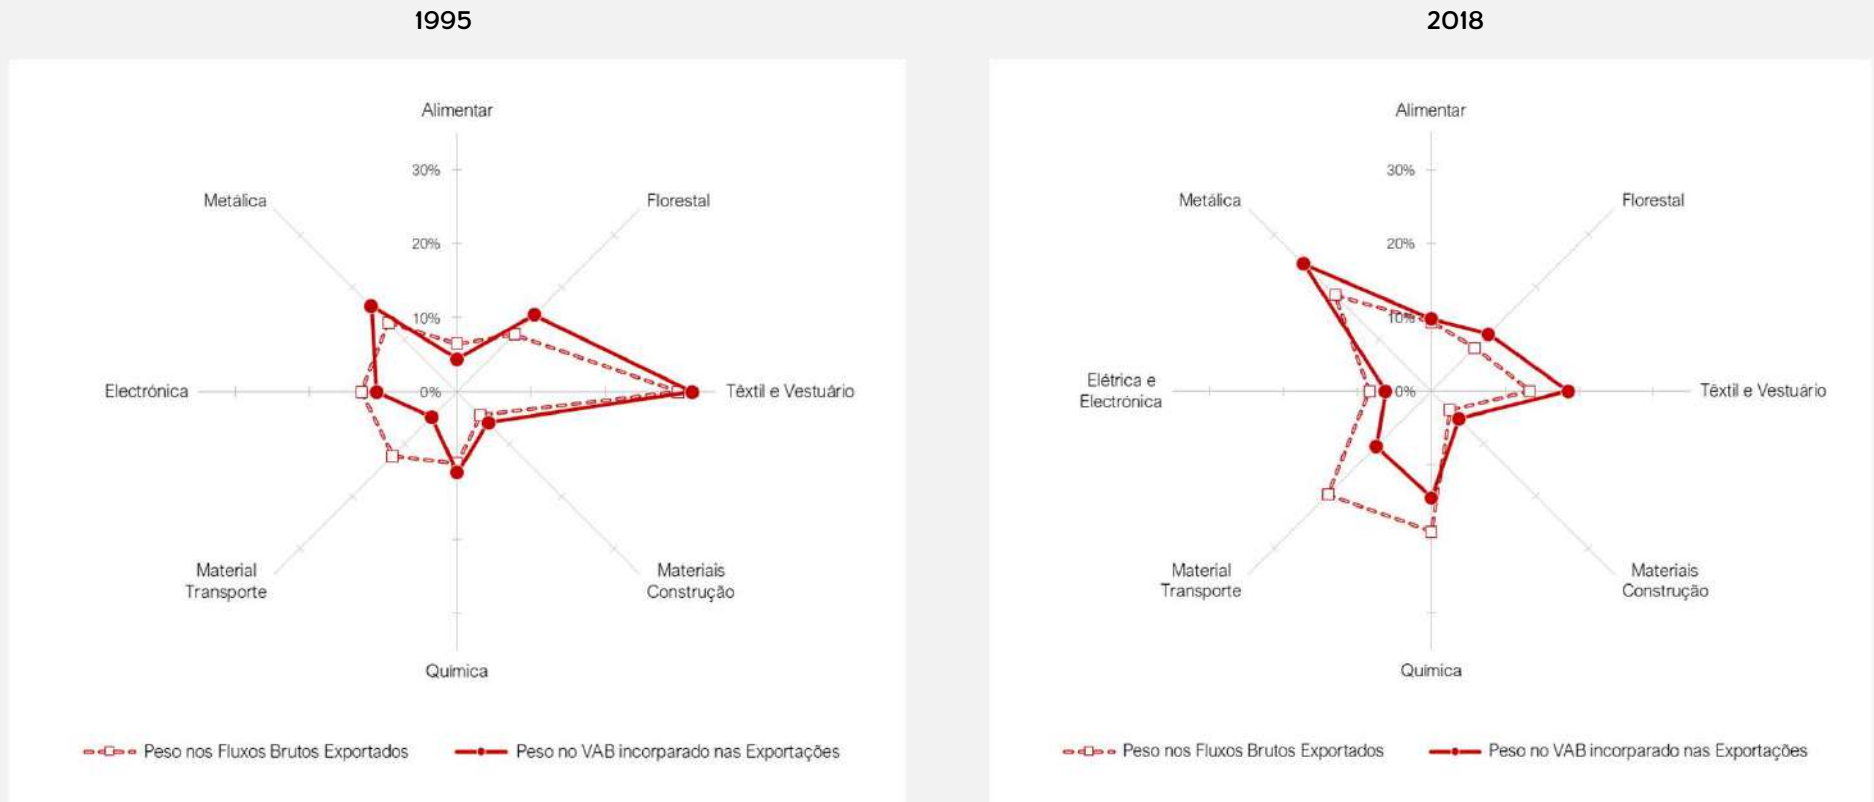 1995
Alimentar
30%
Metálica
Florestal
20%
10%
Electrónica
0%
Têxtil e Vestuário
Material
Transporte
Materiais
Construção
Química
Peso nos Fluxos Brutos Exportados
Peso no VAB incorparado nas Exportações
2018
Alimentar
30%
Metálica
Florestal
20%
10%
Elétrica e
Electrónica
0%
Têxtil e Vestuário
Material
Transporte
Materiais
Construção
Química
Peso nos Fluxos Brutos Exportados
Peso no VAB incorparado nas Exportações